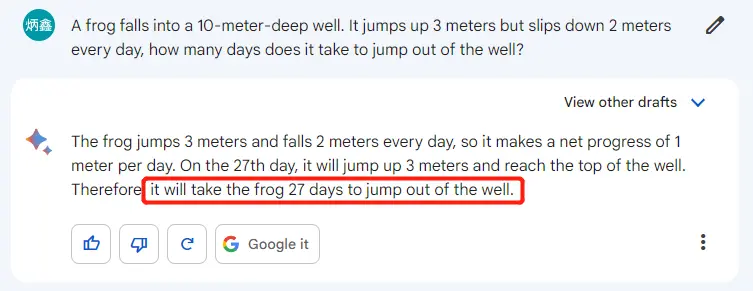 炳鑫
A frog falls into a 10-meter-deep well. It jumps up 3 meters but slips down 2 meters
every day, how many days does it take to jump out of the well?
View other drafts
The frog jumps 3 meters and falls 2 meters every day, so it makes a net progress of 1
meter per day. On the 27th day, it will jump up 3 meters and reach the top of the well.
Therefore it will take the frog 27 days to jump out of the well.
G Google it